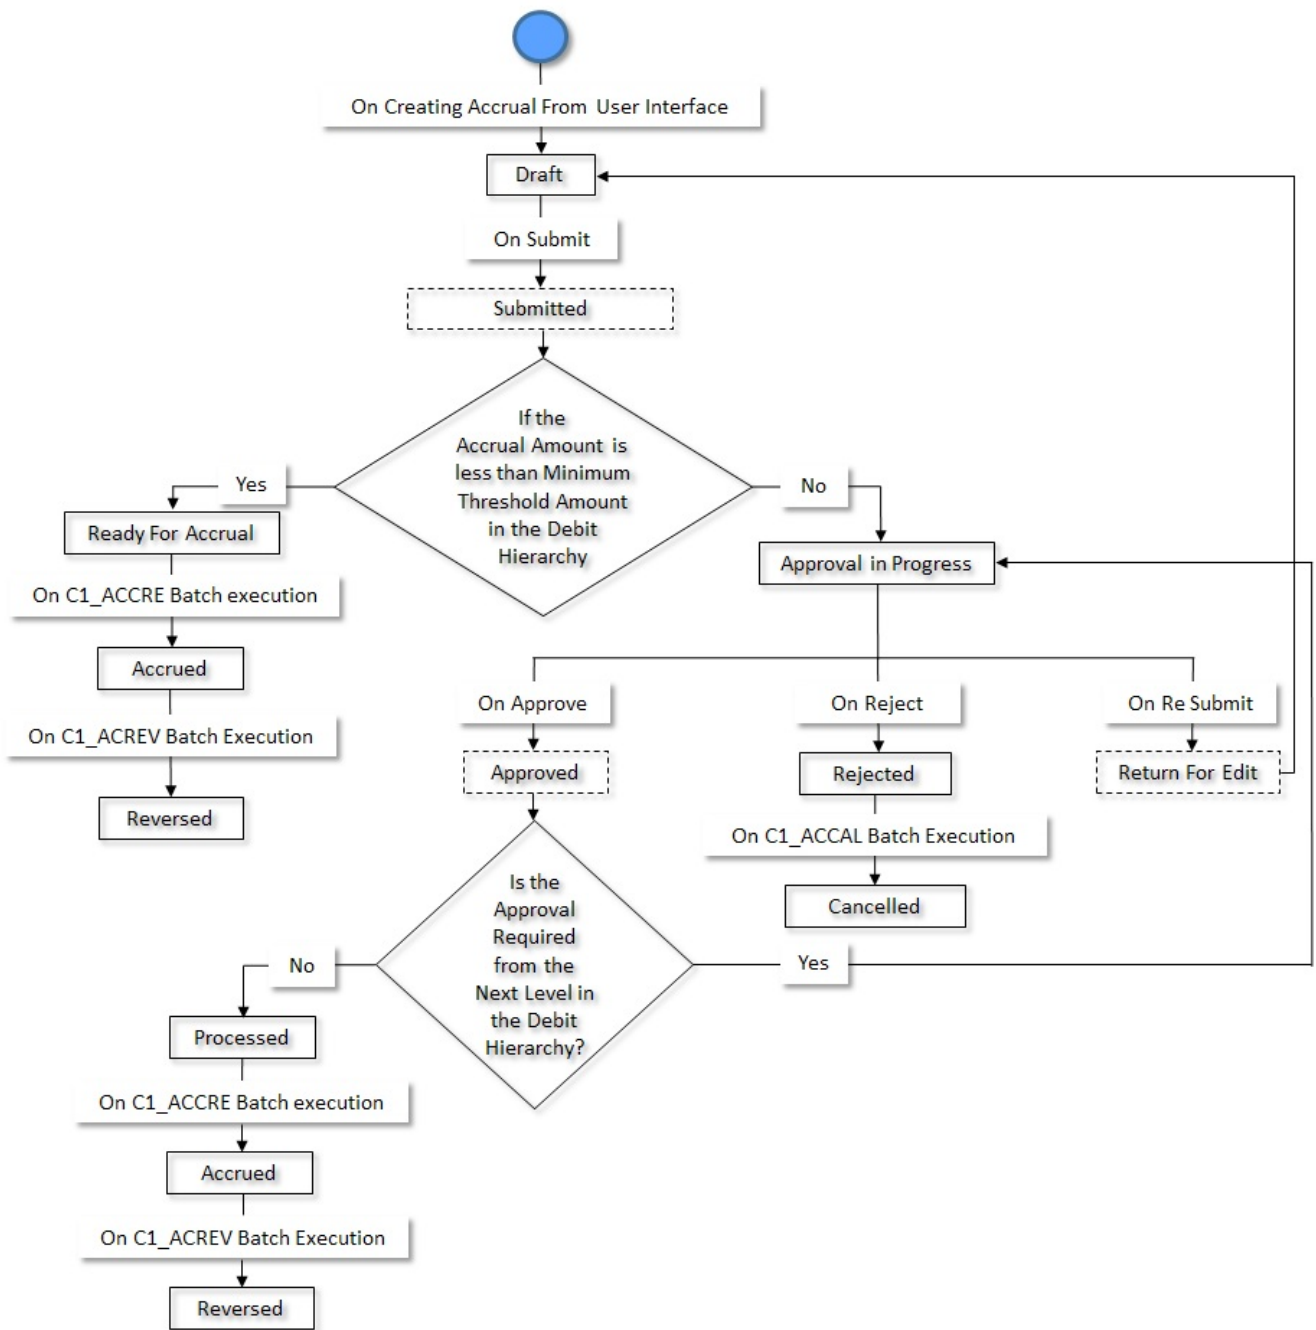 On Creating Accrual From User Interface
Draft
On Submit
Submitted
If the
Accrual Amount is
less than Minimum
Threshold Amount
in the Debit
Hierarchy
Yes
No
Ready For Accrual
Approval in Progress
On C1_ACCRE Batch execution
Accrued
On C1_ACREV Batch Execution
Reversed
On Approve
On Reject
On Re Submit
Approved
Rejected
Return For Edit
On C1_ACCAL Batch Execution
Cancelled
Is the
Approval
Required
from the
Next Level in
the Debit
Hierarchy?
No
Yes
Processed
On C1_ACCRE Batch execution
Accrued
On C1_ACREV Batch Execution
Reversed